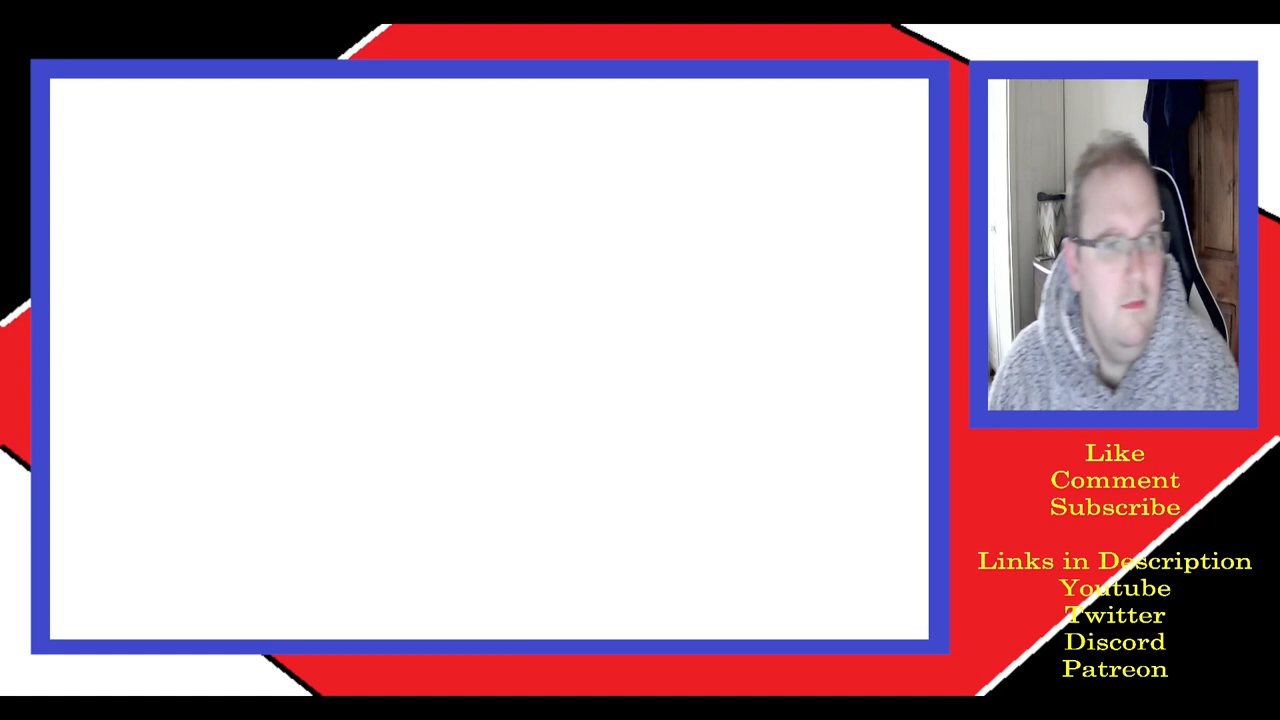 Like
Comment
Subscribe
Links in Description
Youtube
Twitter
Discord
Patreon